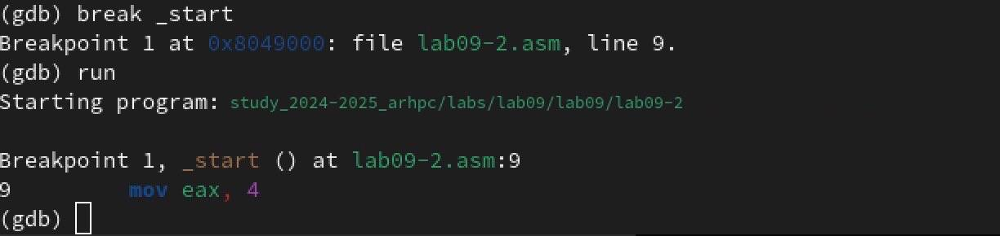 (gdb) break _start
Breakpoint 1 at 0x8049000: file lab09-2.asm, line 9.
(gdb) run
Starting program: study_2024-2025_arhpc/labs/lab09/lab09/lab09-2
Breakpoint 1, _start () at lab09-2.asm:9
9         mov eax, 4
(gdb)